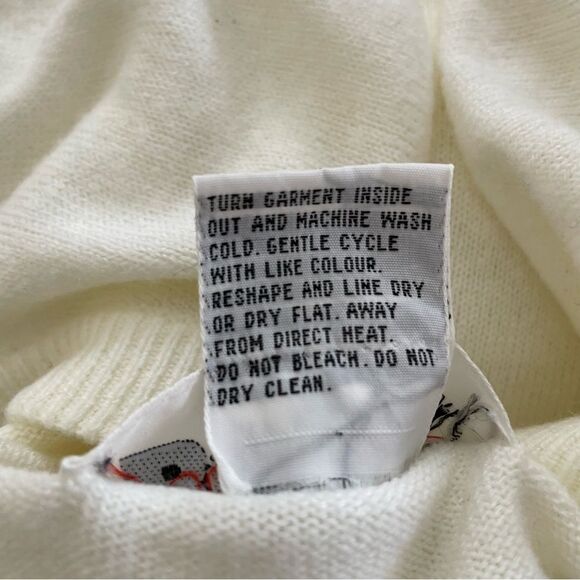 TURN GARMENT INSIDE
OUT AND MACHINE WASH
COLD. GENTLE CYCLE
WITH LIKE COLOUR.
RESHAPE AND LINE DRY
OR DRY FLAT. AWAY
FROM DIRECT HEAT.
DO NOT BLEACH. DO NOT
DRY CLEAN.